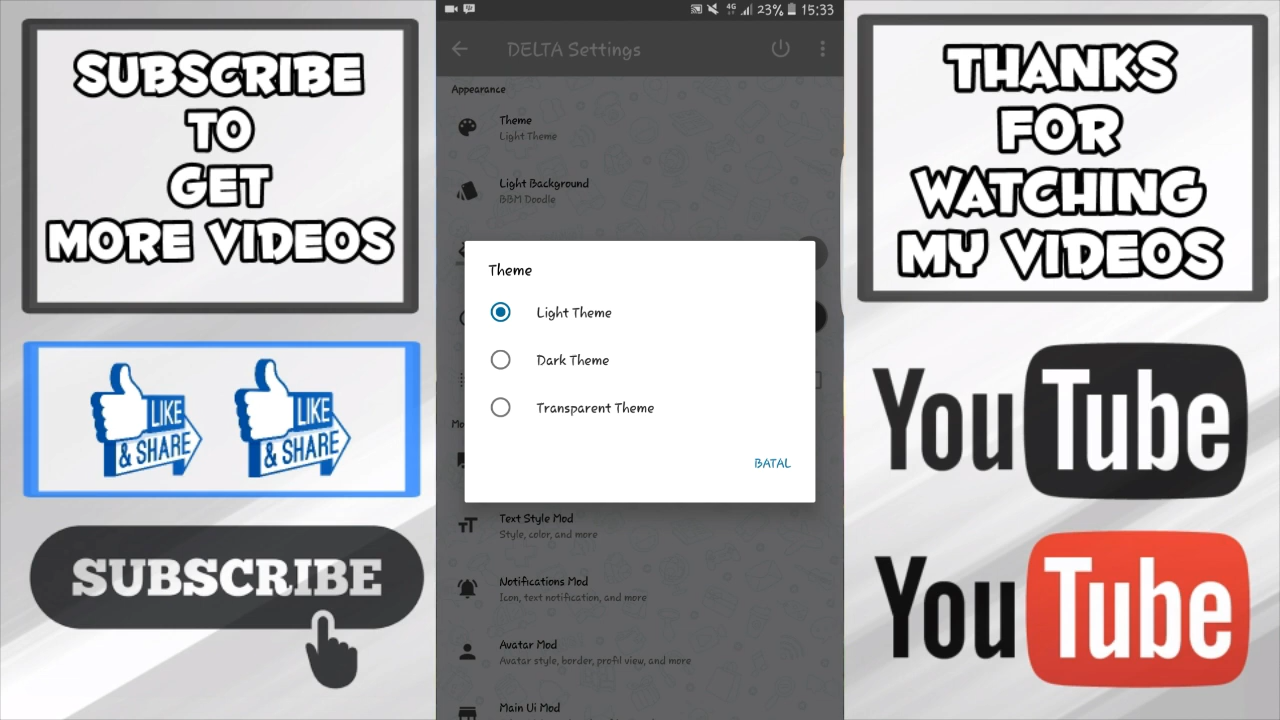 SUBSCRIBE
TO
GET
MORE VIDEOS
LIKE
& SHARE
LIKE
& SHARE
SUBSCRIBE
4G
23%
15:33
DELTA Settings
Appearance
Theme
Light Theme
Light Background
BBM Doodle
Theme
Light Theme
Dark Theme
Transparent Theme
BATAL
Text Style Mod
Style, color, and more
Notifications Mod
Icon, text notification, and more
Avatar Mod
Avatar style, border, profil view, and more
Main Ui Mod
THANKS
FOR
WATCHING
MY VIDEOS
YouTube
YouTube